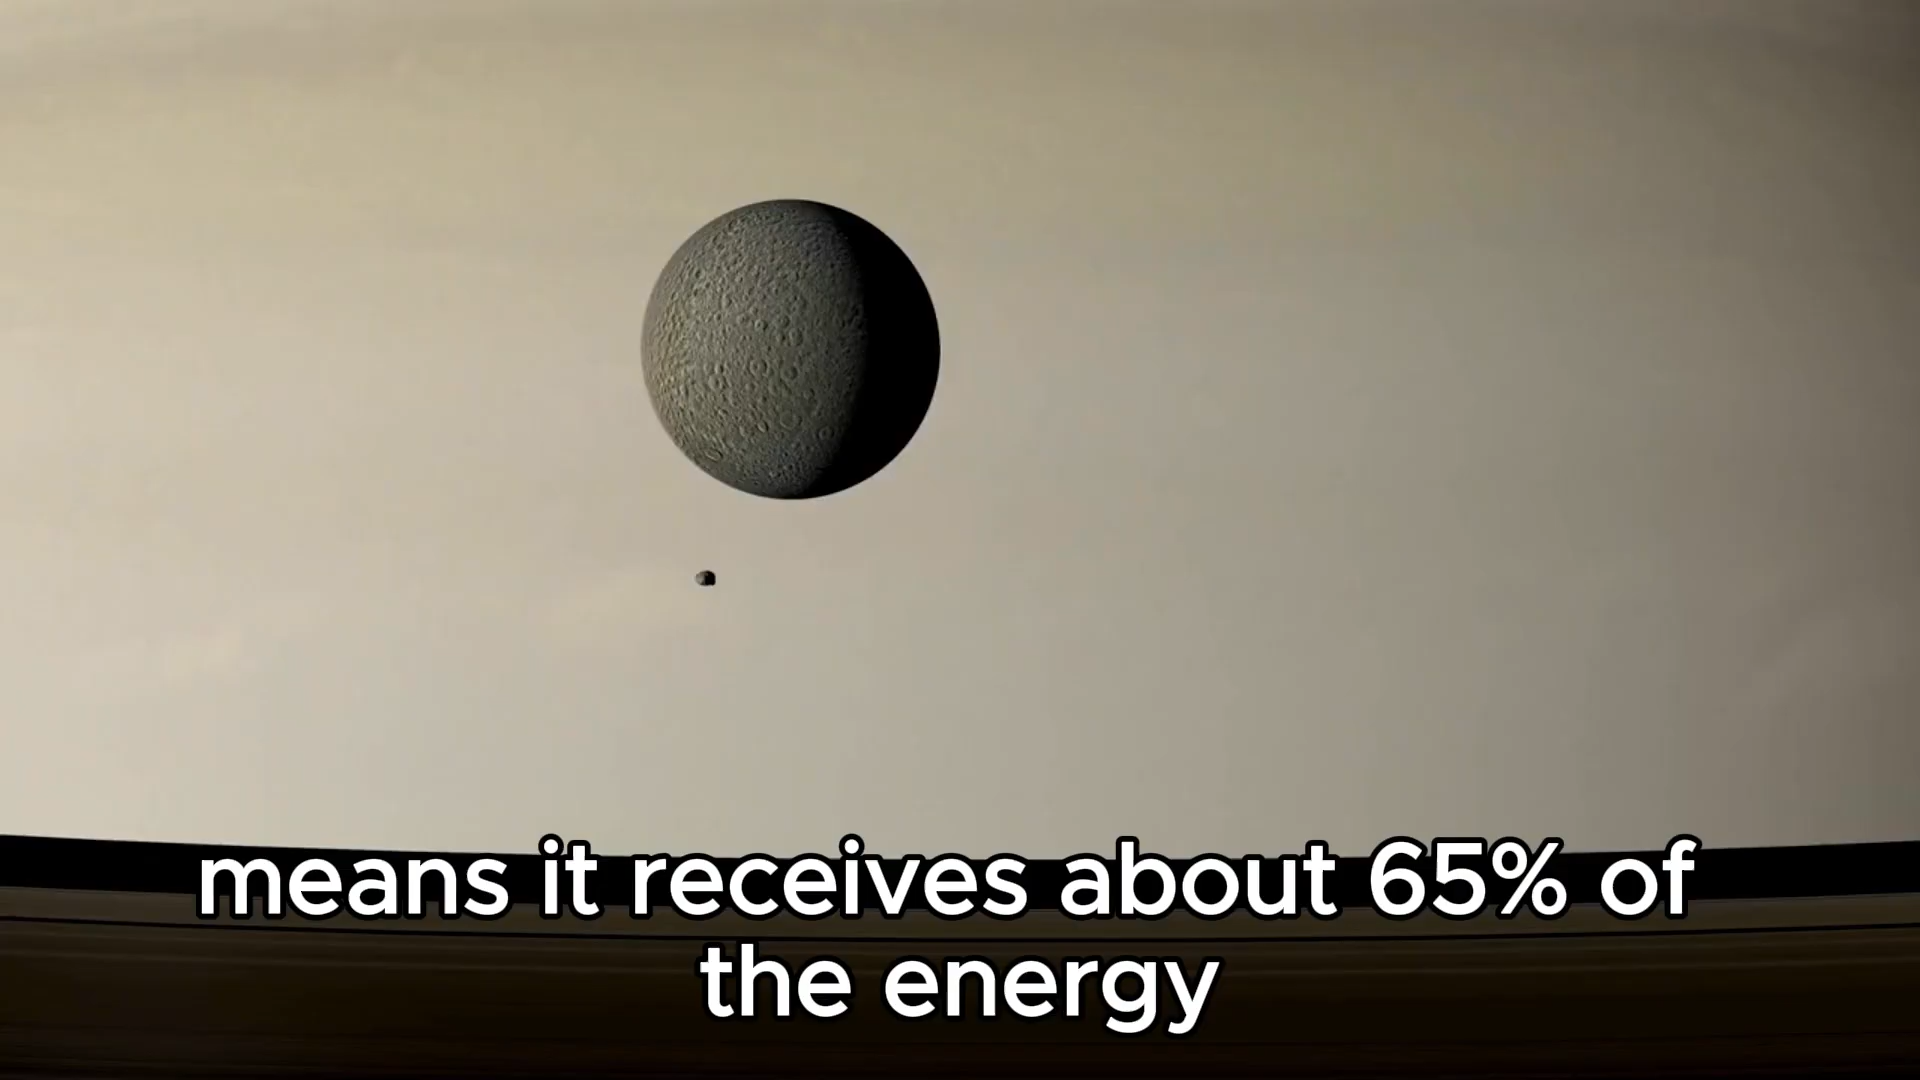 means it receives about 65% of
the energy